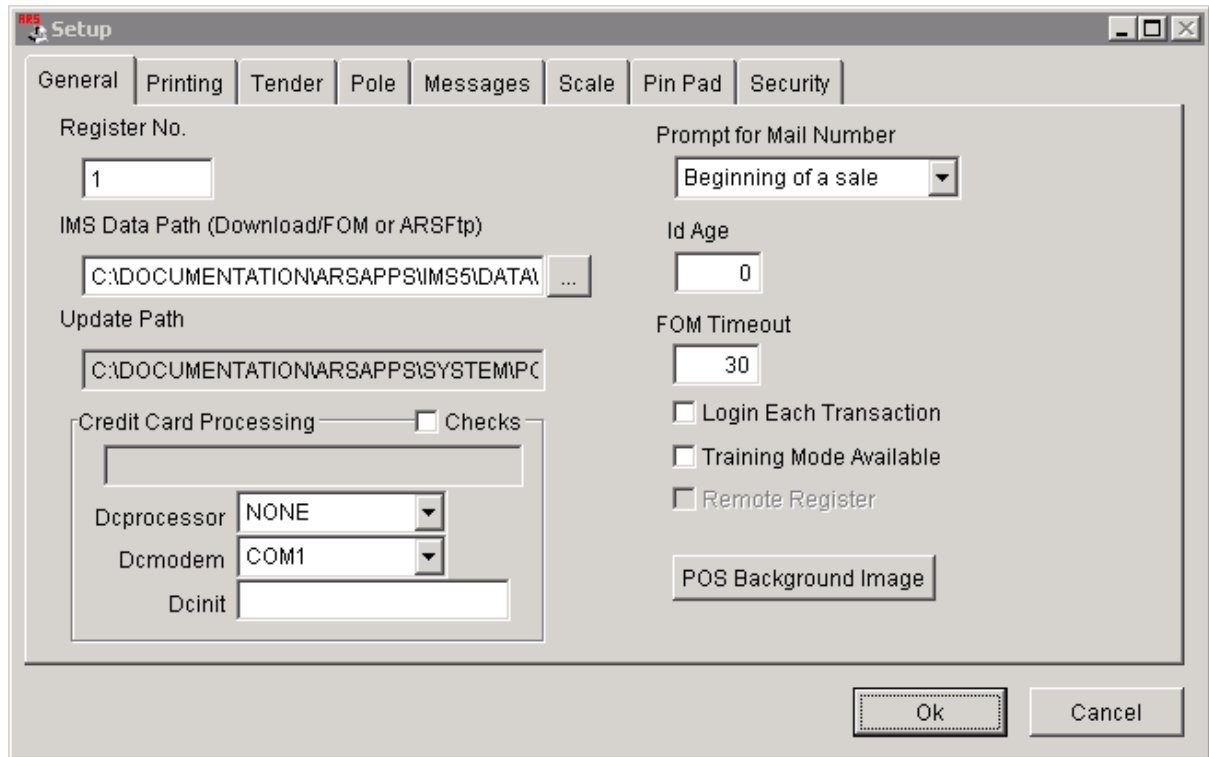 ARS
Setup
General Printing Tender Pole Messages Scale Pin Pad Security
Register No.
1
IMS Data Path (Download/FOM or ARSFtp)
C:\DOCUMENTATION\ARSAPPS\IMS5\DATA\ ...
Update Path
C:\DOCUMENTATION\ARSAPPS\SYSTEM\PO
Credit Card Processing Checks
Dcprocessor NONE
Dcmodem COM1
Dcinit
Prompt for Mail Number
Beginning of a sale
Id Age
0
FOM Timeout
30
Login Each Transaction
Training Mode Available
Remote Register
POS Background Image
Ok Cancel